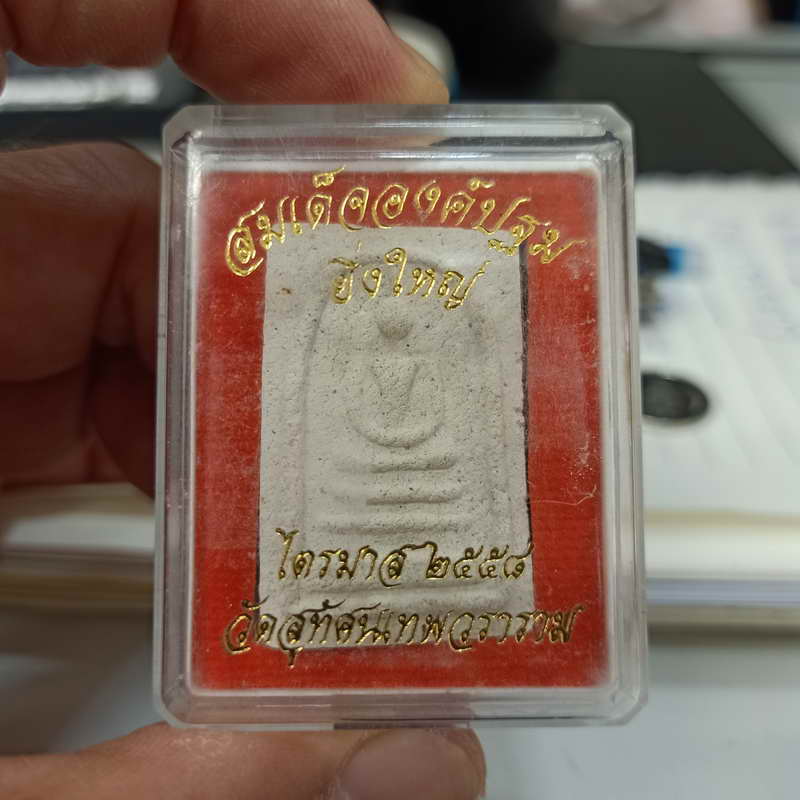 สมเด็จองค์ปฐม
ยิ่งใหญ่
ไตรมาส ๒๕๕๘
วัดสุทัศนเทพวราราม